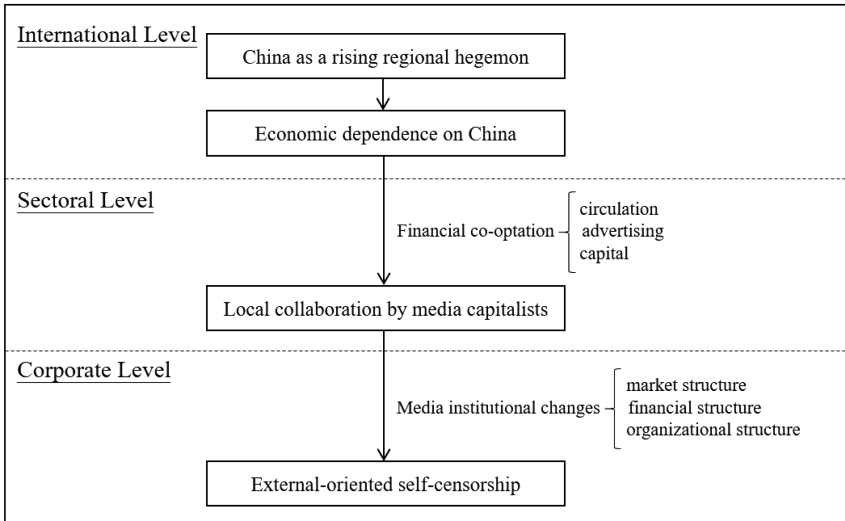 International Level
China as a rising regional hegemon
Economic dependence on China
Sectoral Level
Financial co-optation
circulation
advertising
capital
Local collaboration by media capitalists
Corporate Level
Media institutional changes
market structure
financial structure
organizational structure
External-oriented self-censorship